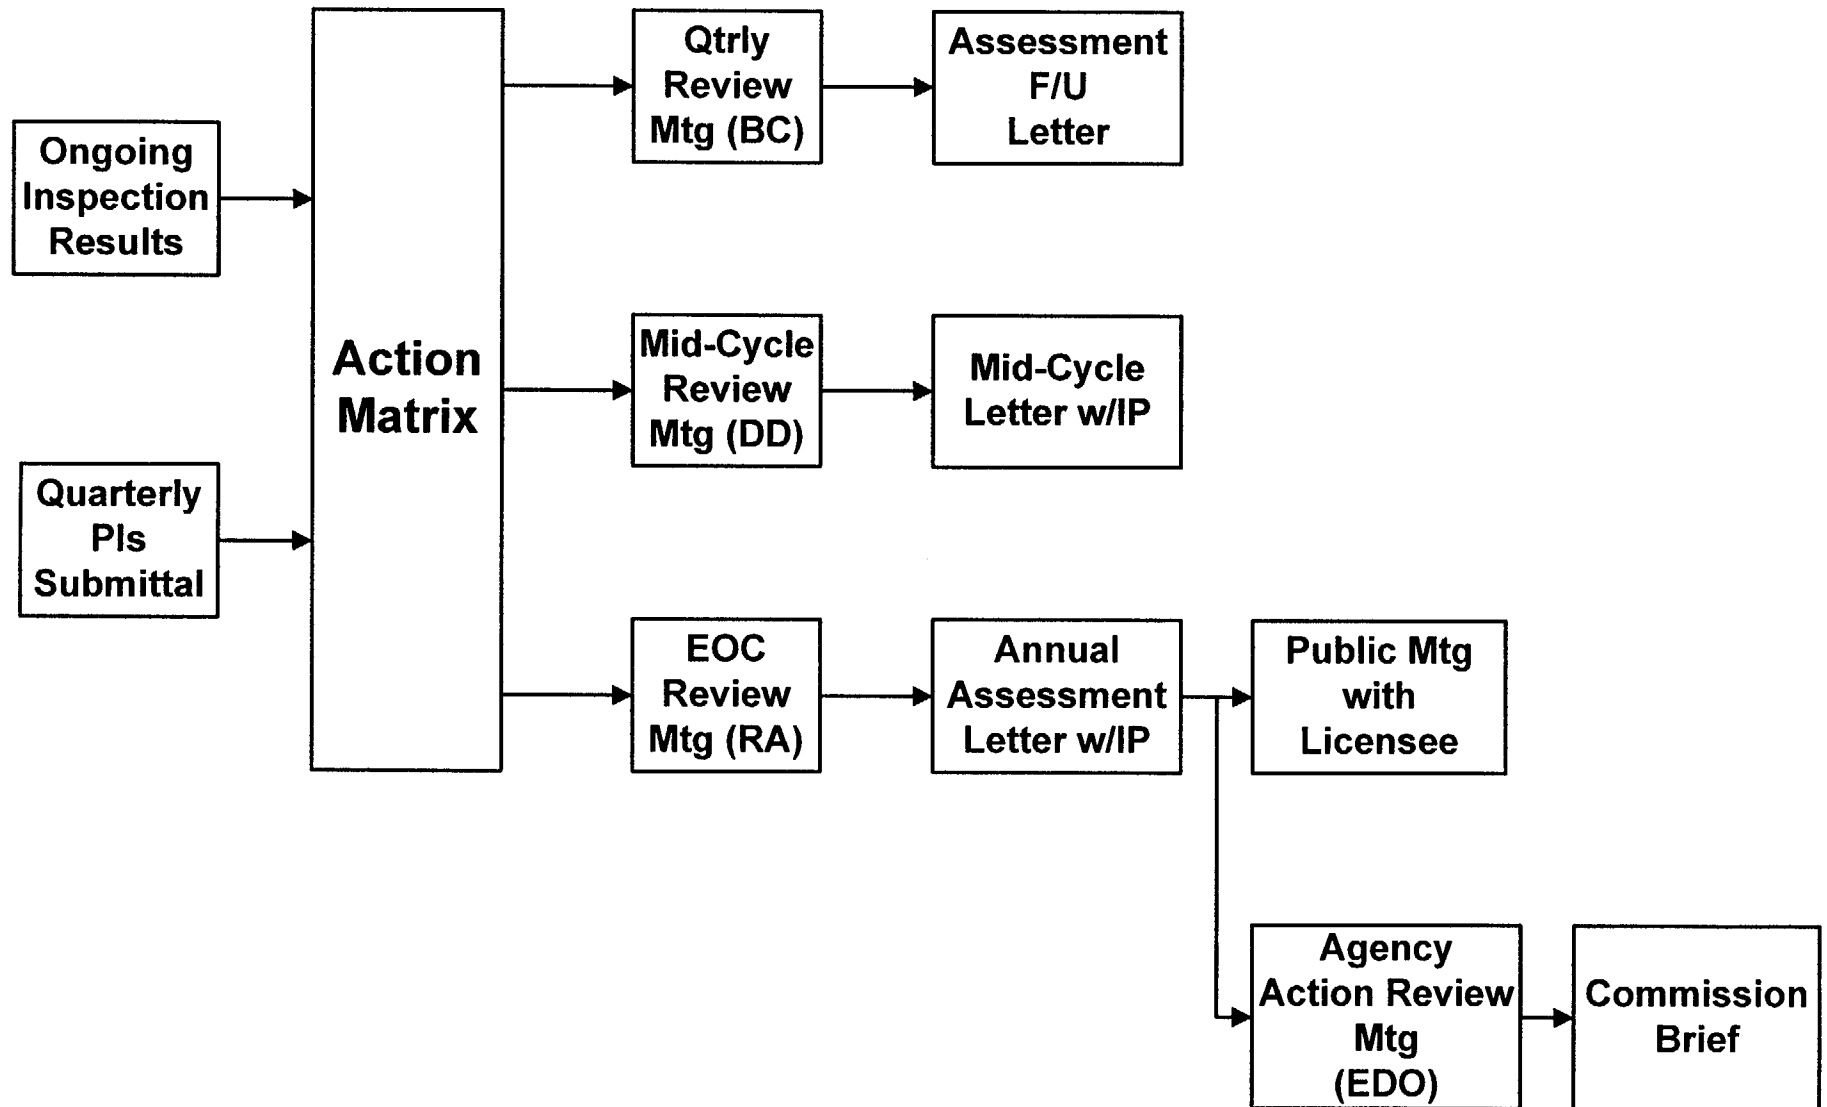 Ongoing
Inspection
Results
Quarterly
PIs
Submittal
Action
Matrix
Qtrly
Review
Mtg (BC)
Assessment
F/U
Letter
Mid-Cycle
Review
Mtg (DD)
Mid-Cycle
Letter w/IP
EOC
Review
Mtg (RA)
Annual
Assessment
Letter w/IP
Public Mtg
with
Licensee
Agency
Action Review
Mtg
(EDO)
Commission
Brief